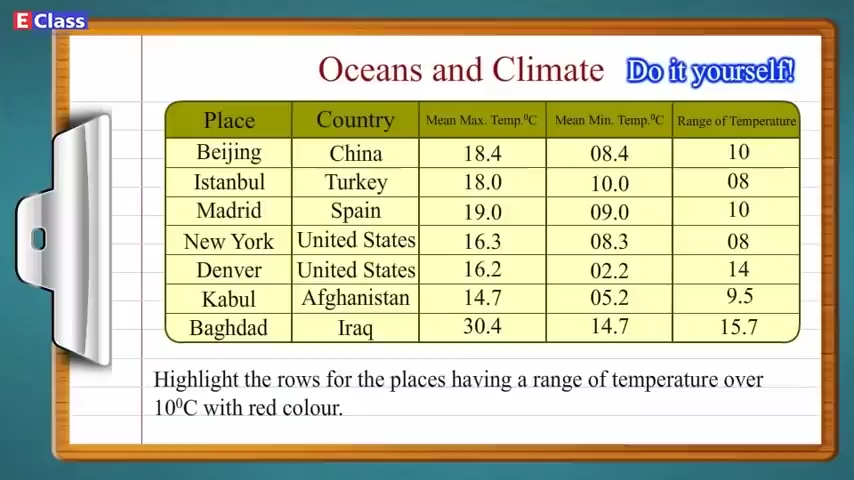 E Class
Oceans and Climate Do it yourself!
Place Country Mean Max. Temp.⁰C Mean Min. Temp.⁰C Range of Temperature
Beijing China 18.4 08.4 10
Istanbul Turkey 18.0 10.0 08
Madrid Spain 19.0 09.0 10
New York United States 16.3 08.3 08
Denver United States 16.2 02.2 14
Kabul Afghanistan 14.7 05.2 9.5
Baghdad Iraq 30.4 14.7 15.7
Highlight the rows for the places having a range of temperature over
10⁰C with red colour.